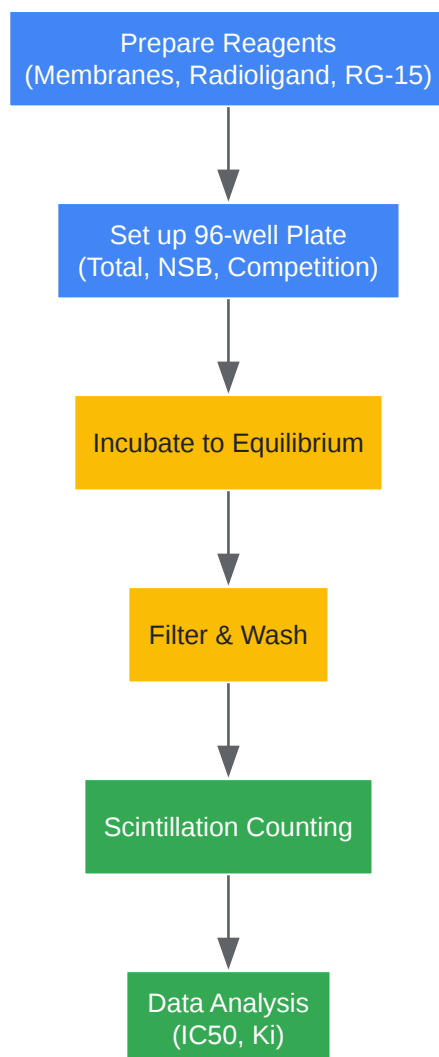 Prepare Reagents
(Membranes, Radioligand, RG-15)
Set up 96-well Plate
(Total, NSB, Competition)
Incubate to Equilibrium
Filter & Wash
Scintillation Counting
Data Analysis
(IC50, Ki)